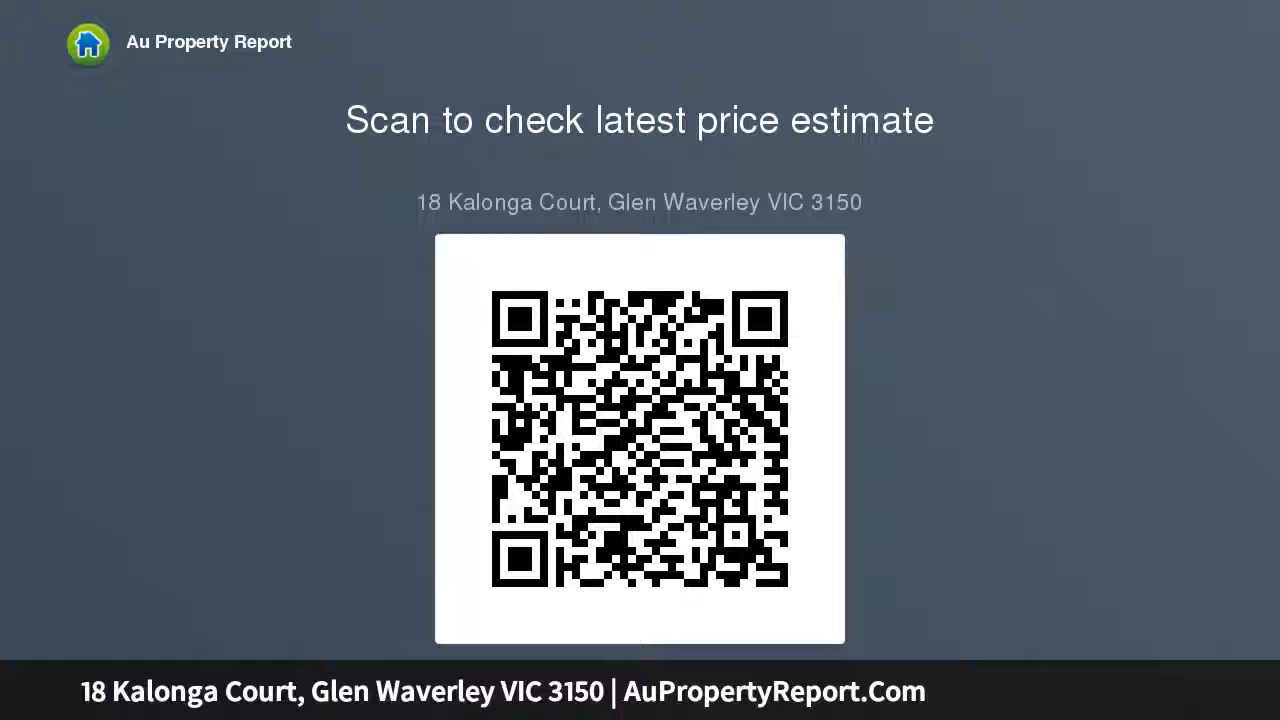 Au Property Report
Scan to check latest price estimate
18 Kalonga Court, Glen Waverley VIC 3150
18 Kalonga Court, Glen Waverley VIC 3150 | AuPropertyReport.Com